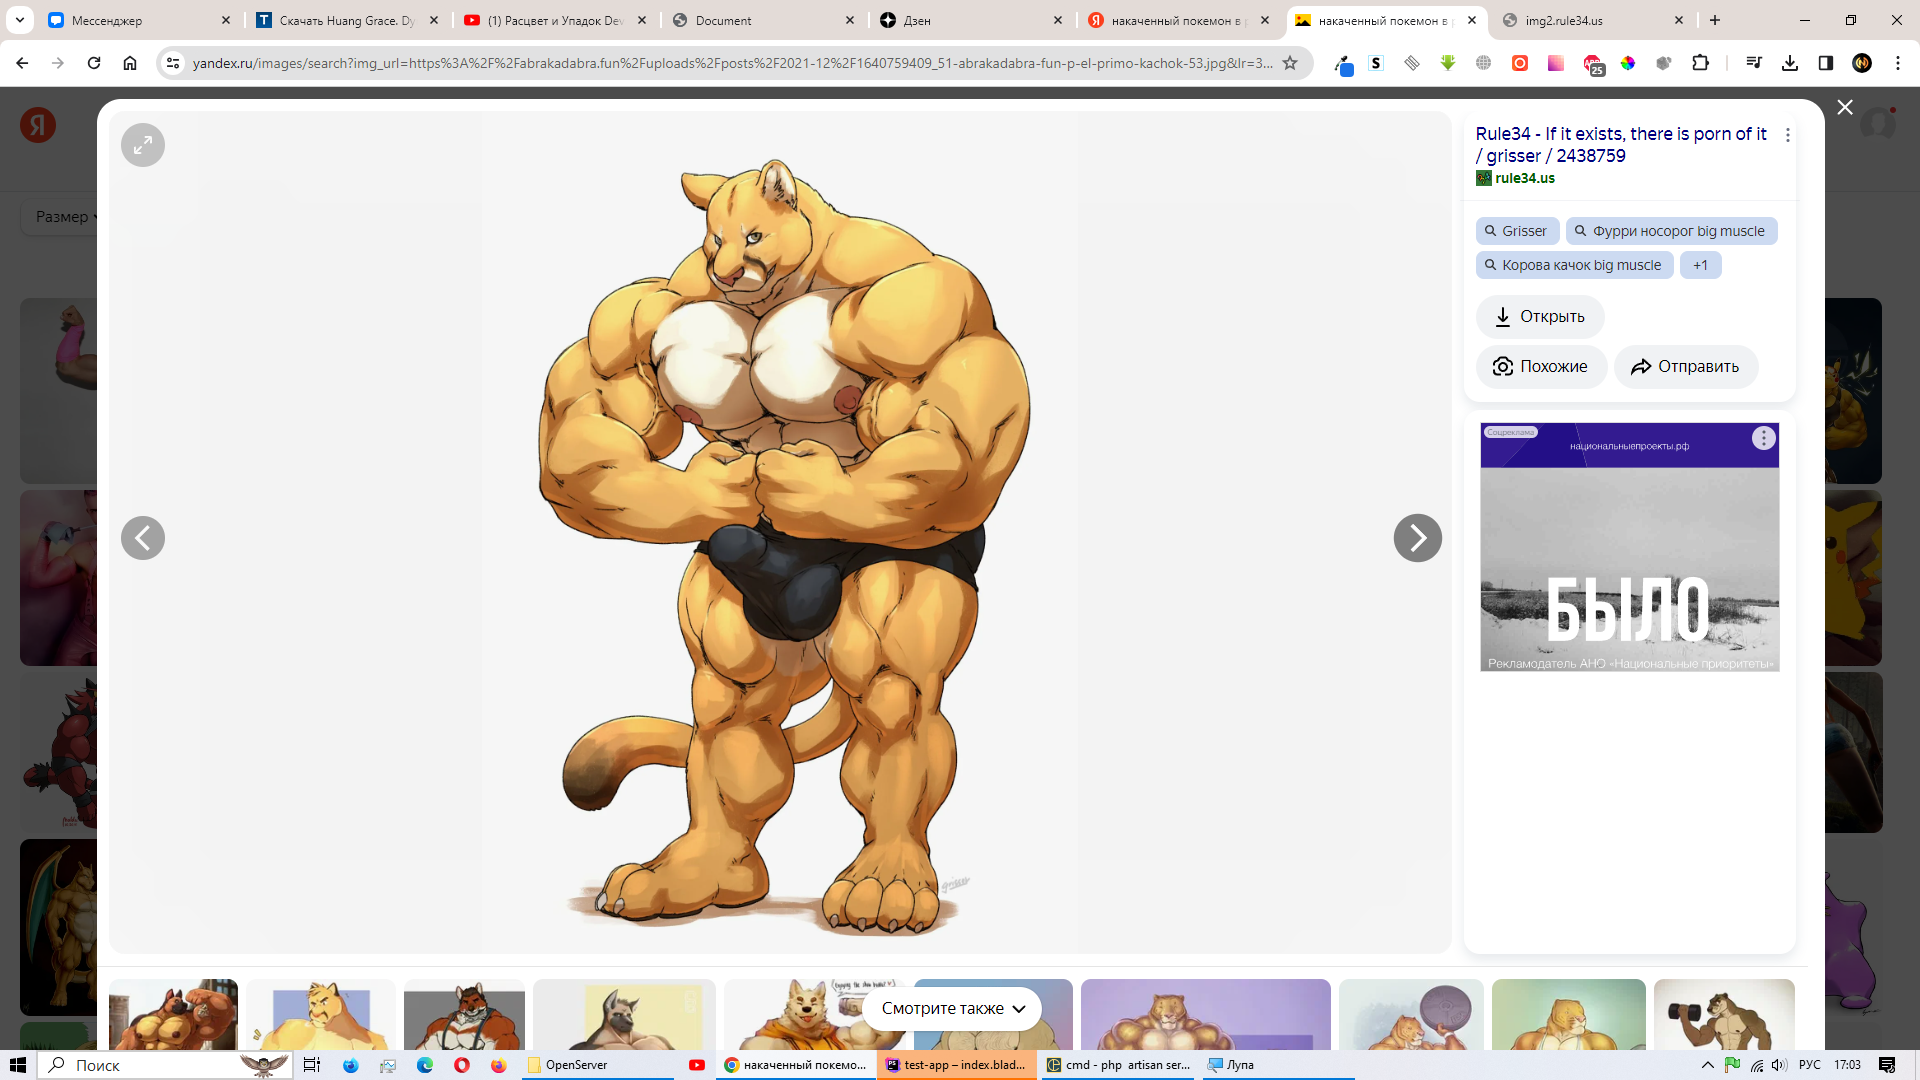 Мессенджер
Скачать Huang Grace. Dy
(1) Расцвет и Упадок Dev
Document
Дзен
накаченный покемон в р
накаченный покемон в р
img2.rule34.us
yandex.ru/images/search?img_url=https%3A%2F%2Fabrakadabra.fun%2Fuploads%2Fposts%2F2021-12%2F1640759409_51-abrakadabra-fun-p-el-primo-kachok-53.jpg&lr=3...
25
Я
Размер
Rule34 - If it exists, there is porn of it
/ grisser / 2438759
rule34.us
Grisser
Фурри носорог big muscle
Корова качок big muscle
+1
Открыть
Похожие
Отправить
Соцреклама
национальныепроекты.рф
БЫЛО
Рекламодатель АНО «Национальные приоритеты»
Смотрите также
Поиск
OpenServer
накаченный покемо...
test-app – index.blad...
cmd - php artisan ser...
Лупа
РУС
17:03